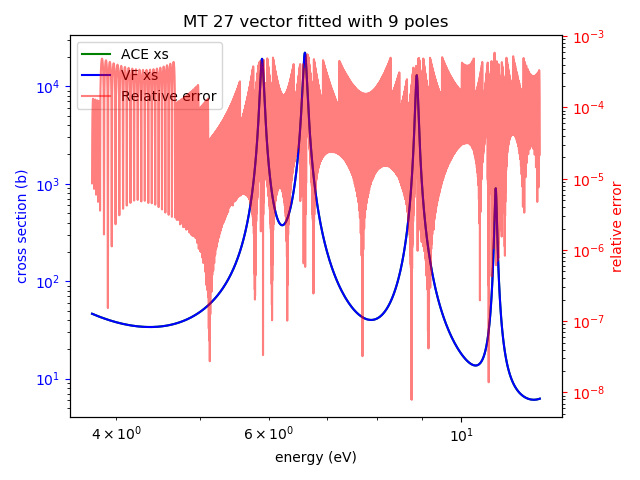 MT 27 vector fitted with 9 poles
ACE xs
VF xs
Relative error
10⁴
10³
10²
10¹
cross section (b)
10⁻³
10⁻⁴
10⁻⁵
10⁻⁶
10⁻⁷
10⁻⁸
relative error
4 × 10⁰
6 × 10⁰
10¹
energy (eV)